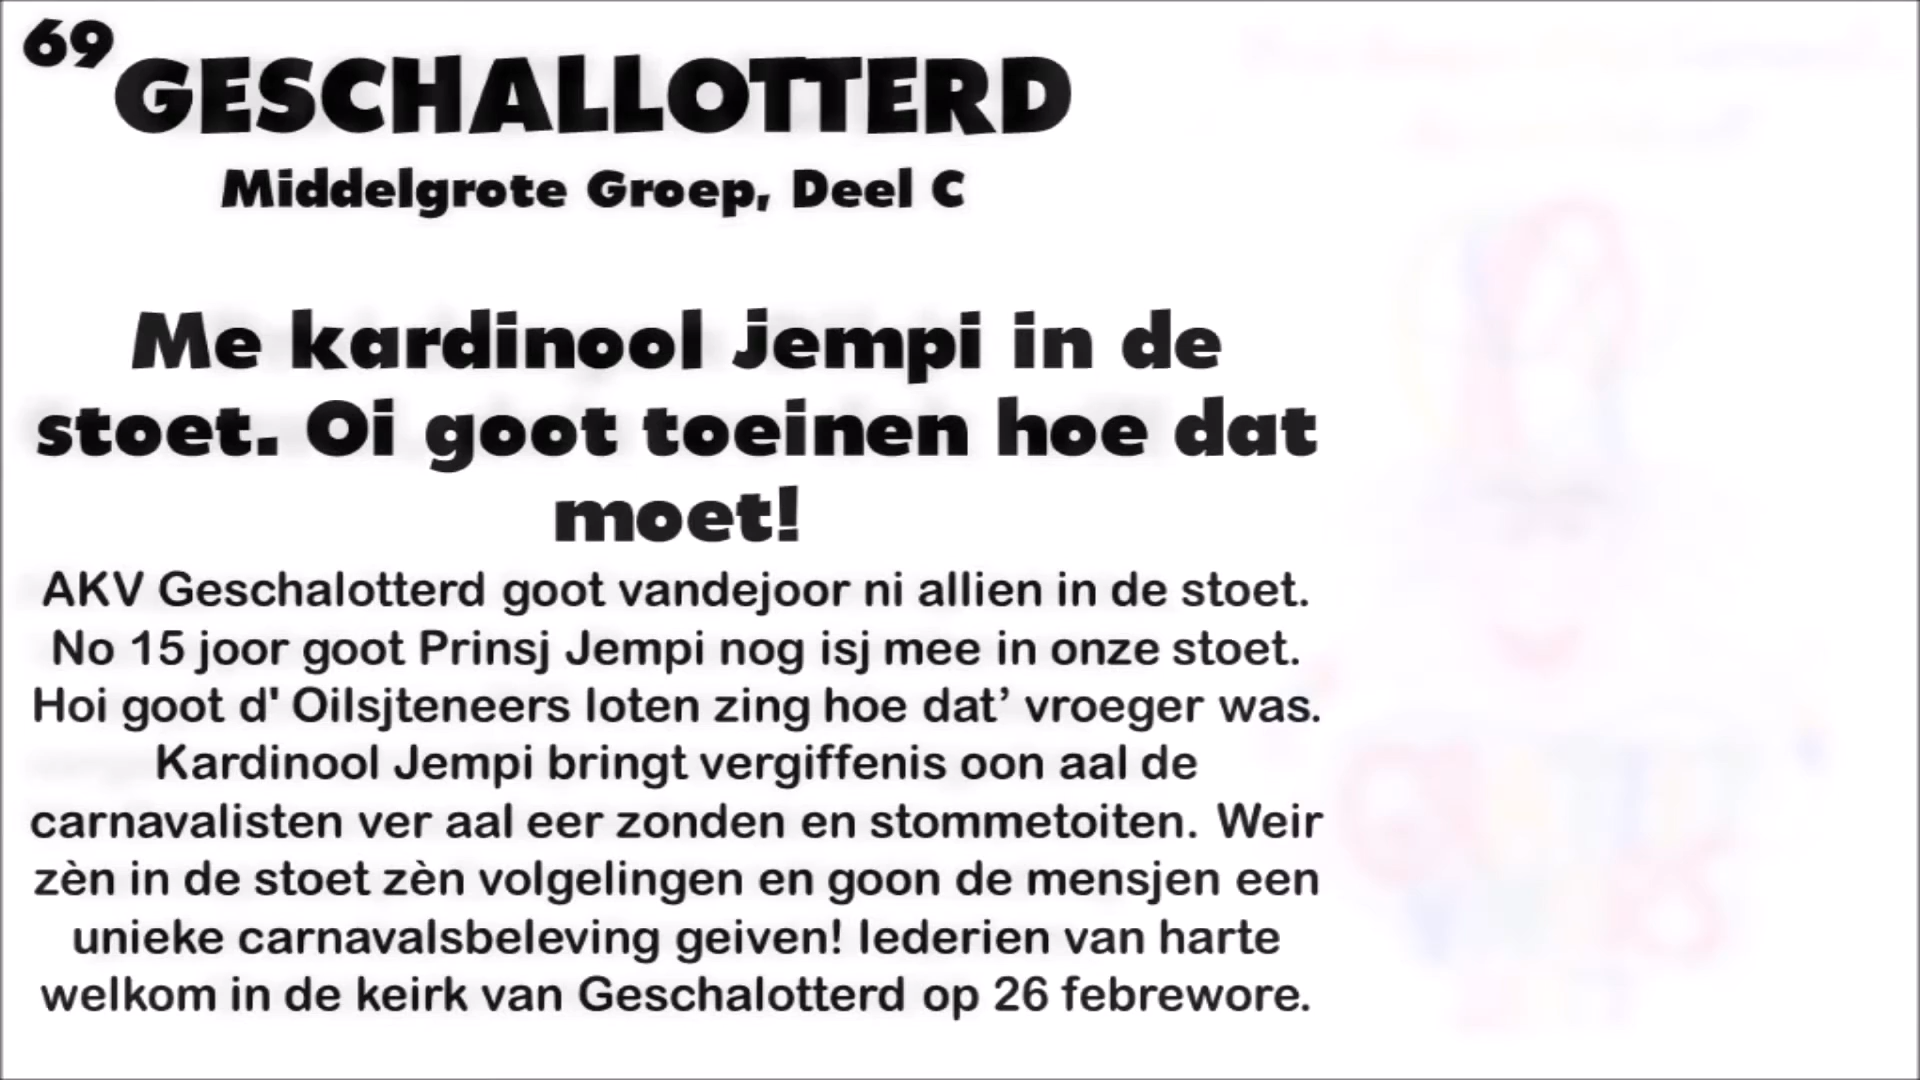 69
GESCHALLOTTERD
Middelgrote Groep, Deel C
Me kardinool Jempi in de
stoet. Oi goot toeinen hoe dat
moet!
AKV Geschalotterd goot vandejoor ni allien in de stoet.
No 15 joor goot Prinsj Jempi nog isj mee in onze stoet.
Hoi goot d' Oilsjteneers loten zing hoe dat’ vroeger was.
Kardinool Jempi bringt vergiffenis oon aal de
carnavalisten ver aal eer zonden en stommetoiten. Weir
zèn in de stoet zèn volgelingen en goon de mensjen een
unieke carnavalsbeleving geiven! Iederien van harte
welkom in de keirk van Geschalotterd op 26 febrewore.